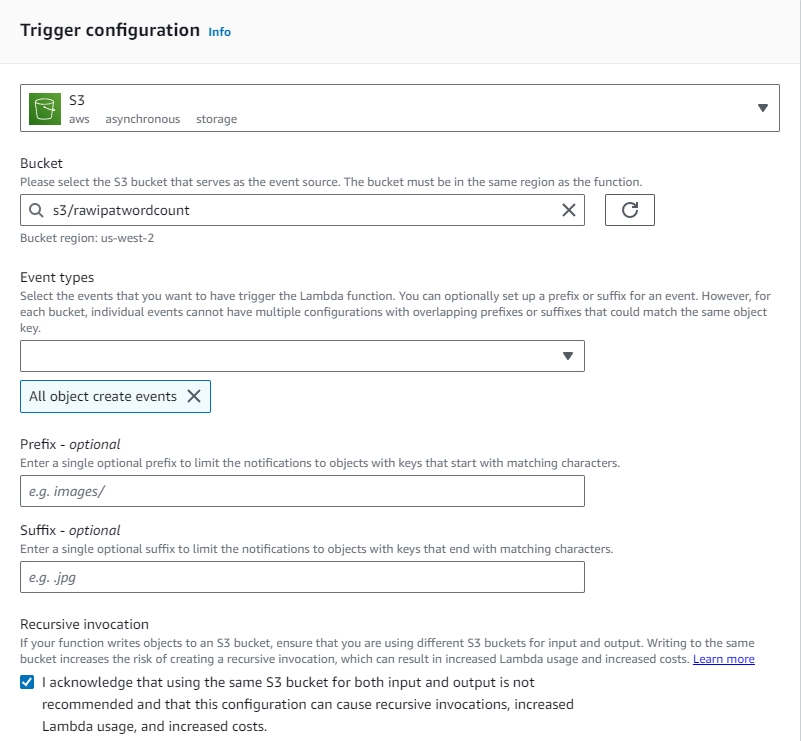 Trigger configuration Info
S3
aws asynchronous storage
Bucket
Please select the S3 bucket that serves as the event source. The bucket must be in the same region as the function.
s3/rawipatwordcount
Bucket region: us-west-2
Event types
Select the events that you want to have trigger the Lambda function. You can optionally set up a prefix or suffix for an event. However, for
each bucket, individual events cannot have multiple configurations with overlapping prefixes or suffixes that could match the same object
key.
All object create events
Prefix - optional
Enter a single optional prefix to limit the notifications to objects with keys that start with matching characters.
e.g. images/
Suffix - optional
Enter a single optional suffix to limit the notifications to objects with keys that end with matching characters.
e.g. .jpg
Recursive invocation
If your function writes objects to an S3 bucket, ensure that you are using different S3 buckets for input and output. Writing to the same
bucket increases the risk of creating a recursive invocation, which can result in increased Lambda usage and increased costs. Learn more
I acknowledge that using the same S3 bucket for both input and output is not
recommended and that this configuration can cause recursive invocations, increased
Lambda usage, and increased costs.